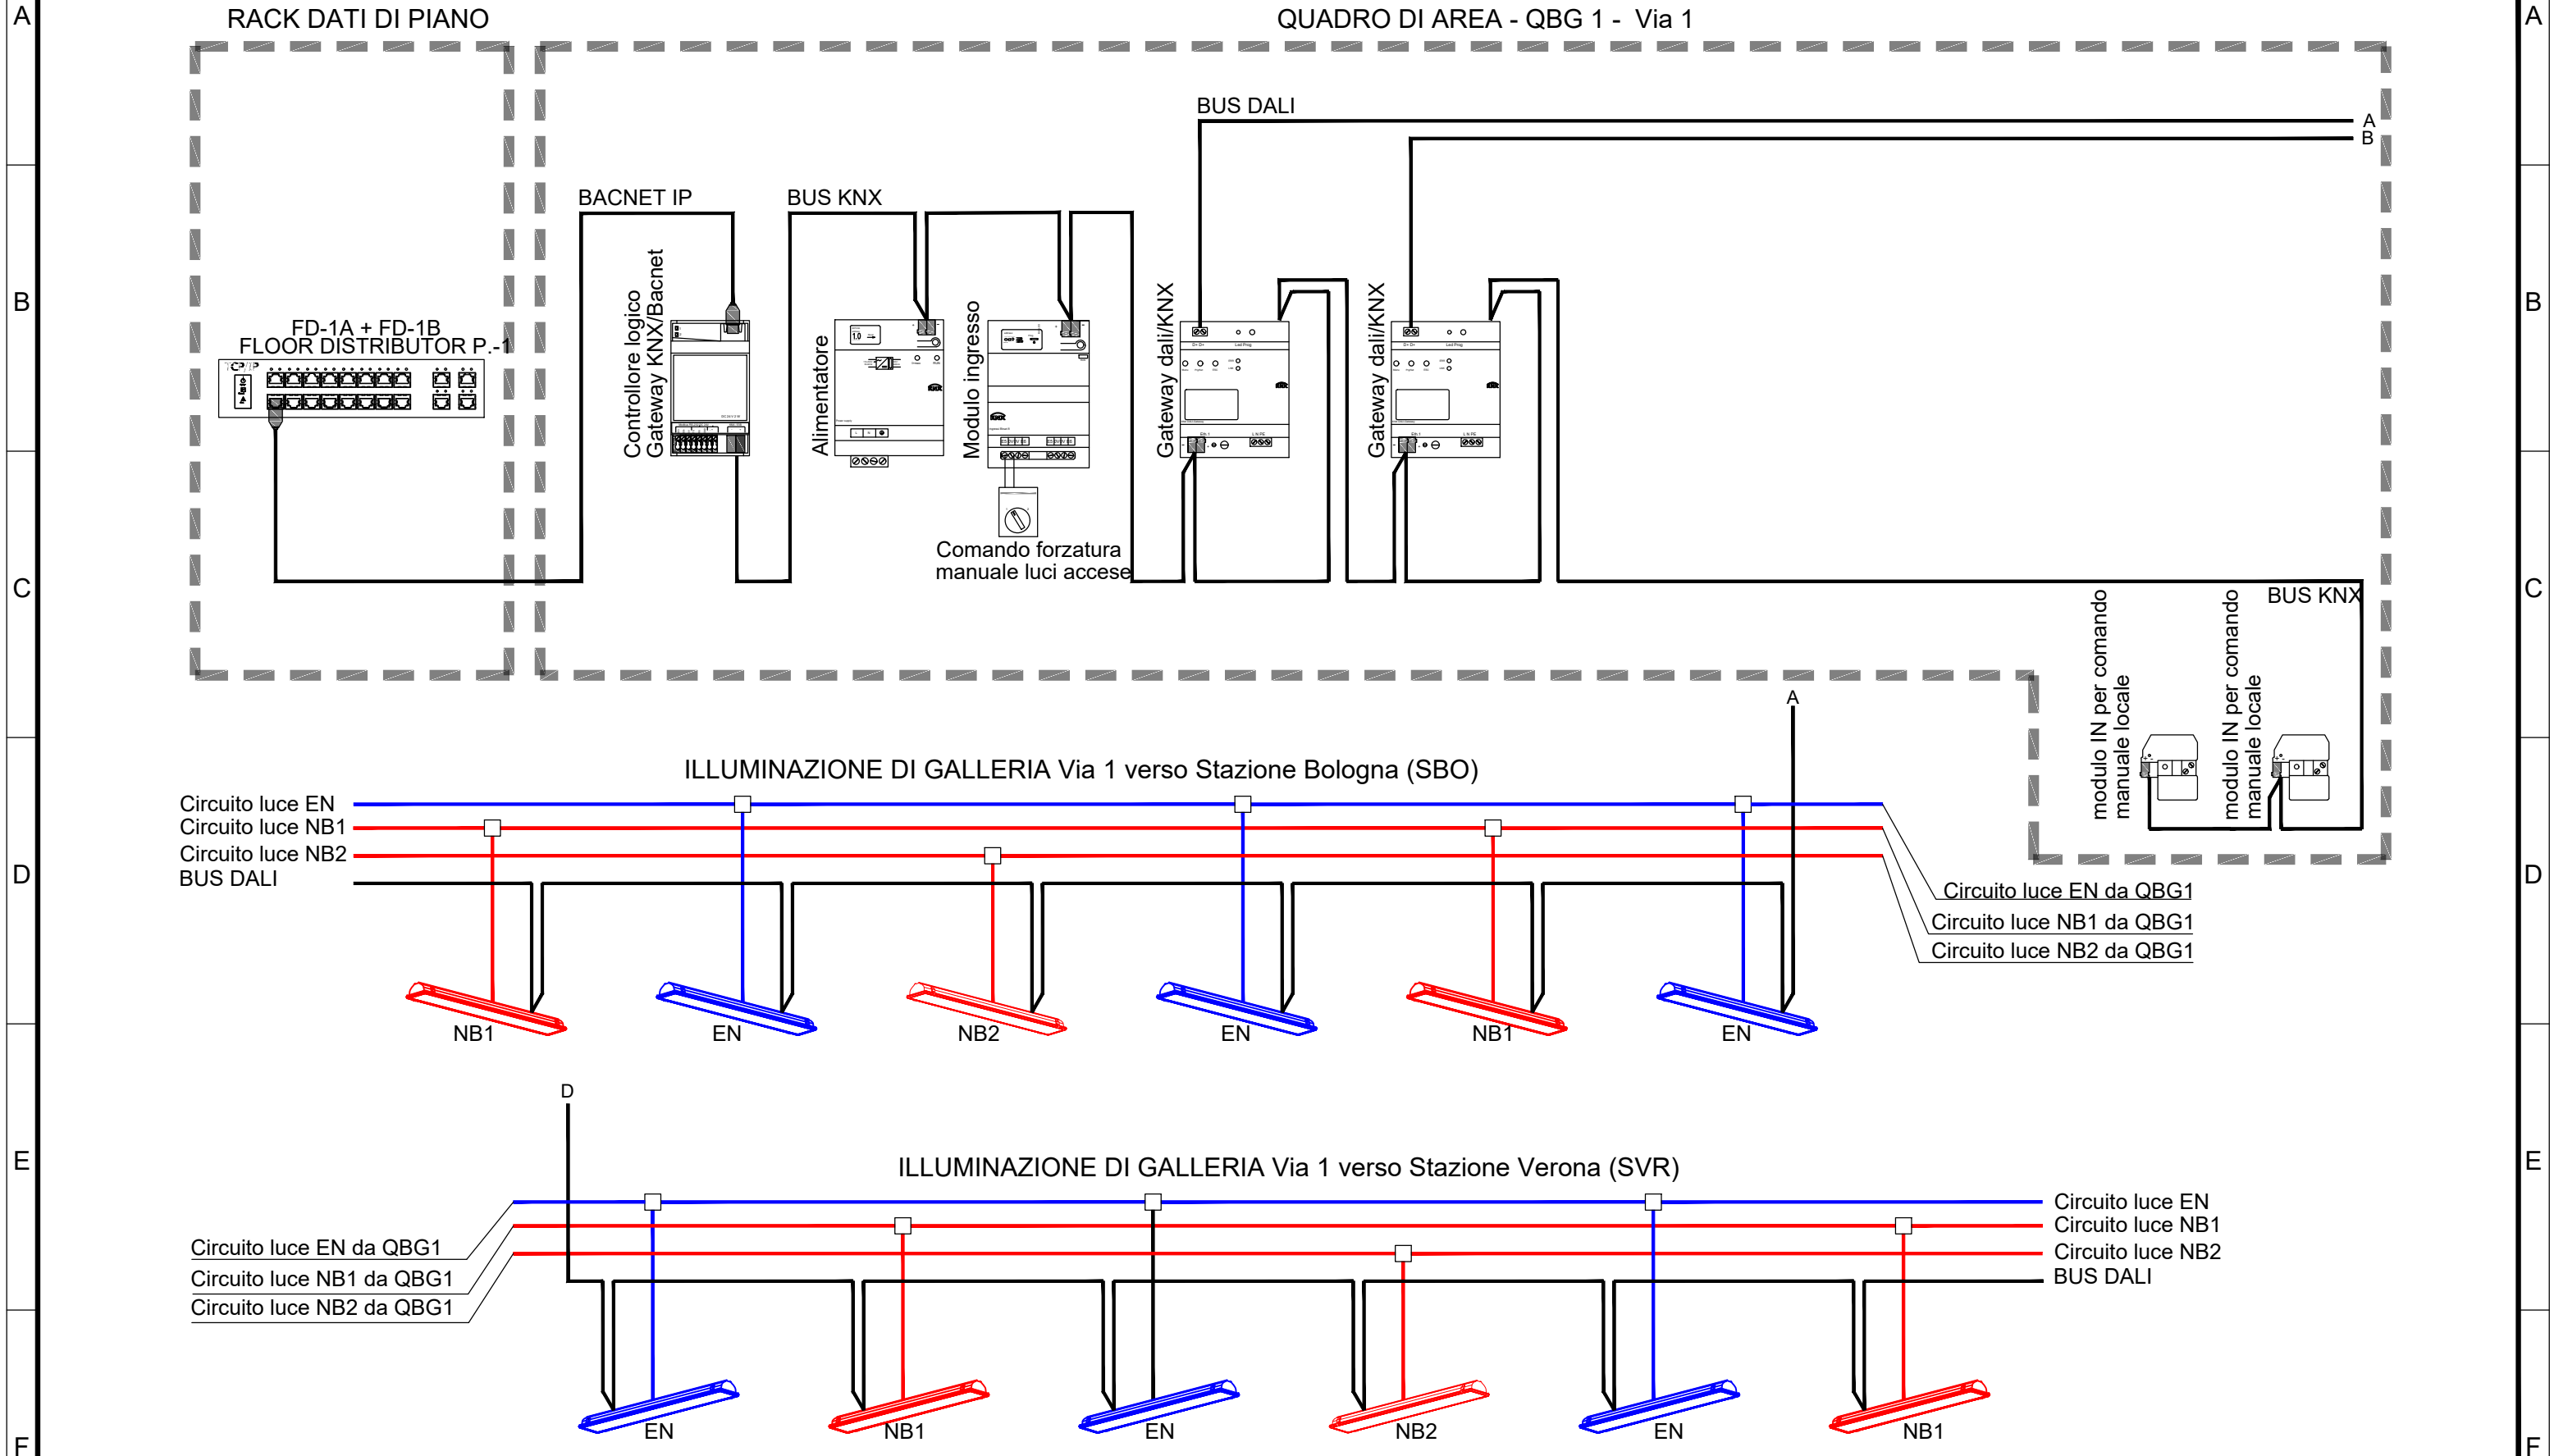 A
RACK DATI DI PIANO
QUADRO DI AREA - QBG 1 - Via 1
A
BUS DALI
A
B
BACNET IP
BUS KNX
B
Controllore logico
Gateway KNX/Bacnet
Alimentatore
Modulo ingresso
Gateway dali/KNX
Gateway dali/KNX
B
FD-1A + FD-1B
FLOOR DISTRIBUTOR P.-1
TCP/IP
Comando forzatura
manuale luci accese
C
C
BUS KNX
modulo IN per comando
manuale locale
modulo IN per comando
manuale locale
A
ILLUMINAZIONE DI GALLERIA Via 1 verso Stazione Bologna (SBO)
Circuito luce EN
Circuito luce NB1
Circuito luce NB2
BUS DALI
D
D
Circuito luce EN da QBG1
Circuito luce NB1 da QBG1
Circuito luce NB2 da QBG1
NB1
EN
NB2
EN
NB1
EN
D
E
E
ILLUMINAZIONE DI GALLERIA Via 1 verso Stazione Verona (SVR)
Circuito luce EN
Circuito luce NB1
Circuito luce NB2
BUS DALI
Circuito luce EN da QBG1
Circuito luce NB1 da QBG1
Circuito luce NB2 da QBG1
EN
NB1
EN
NB2
EN
NB1
F
F